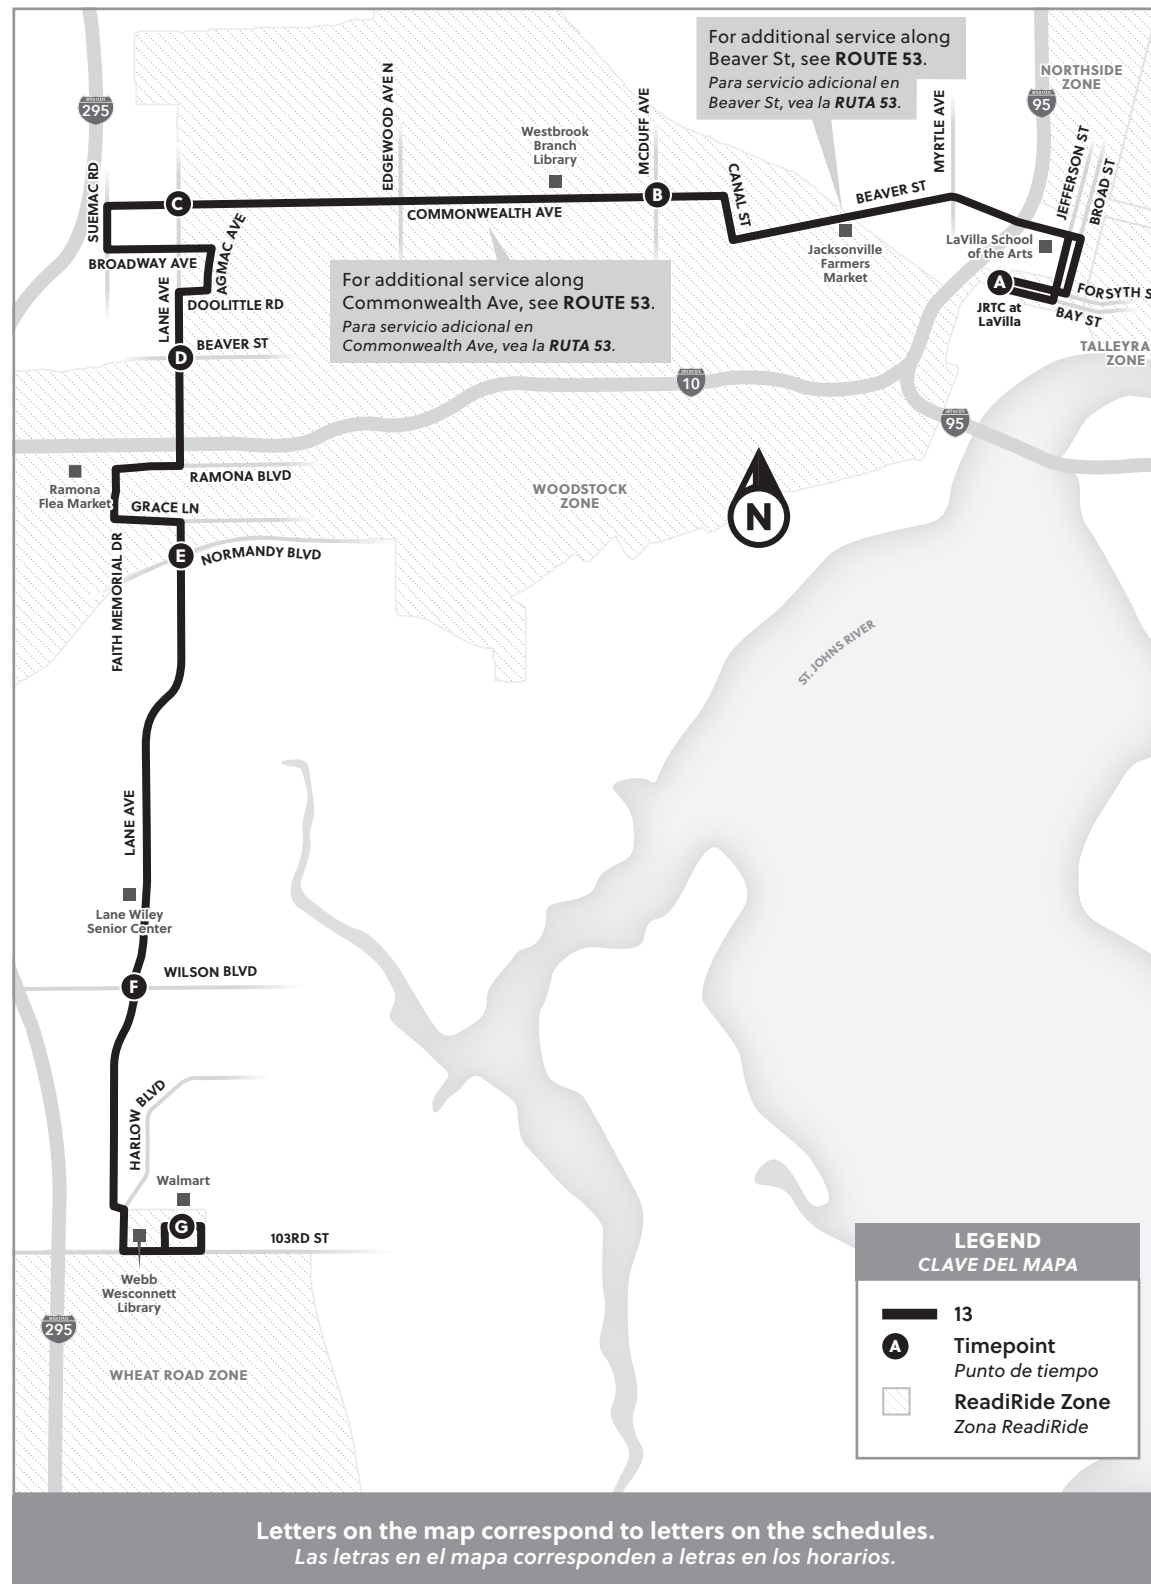 For additional service along
Beaver St, see ROUTE 53.
Para servicio adicional en
Beaver St, vea la RUTA 53.
NORTHSIDE
ZONE
295
95
EDGEWOOD AVE N
MCDUFF AVE
MYRTLE AVE
Westbrook
Branch
Library
JEFFERSON ST
BROAD ST
SUEMAC RD
C
B
CANAL ST
BEAVER ST
COMMONWEALTH AVE
AGMAC AVE
BROADWAY AVE
LaVilla School
of the Arts
Jacksonville
Farmers
Market
A
JRTC at
LaVilla
FORSYTH S
BAY ST
For additional service along
Commonwealth Ave, see ROUTE 53.
Para servicio adicional en
Commonwealth Ave, vea la RUTA 53.
LANE AVE
DOOLITTLE RD
BEAVER ST
D
TALLEYRA
ZONE
10
95
RAMONA BLVD
Ramona
Flea Market
GRACE LN
WOODSTOCK
ZONE
N
E
NORMANDY BLVD
FAITH MEMORIAL DR
ST. JOHNS RIVER
LANE AVE
Lane Wiley
Senior Center
WILSON BLVD
F
HARLOW BLVD
Walmart
G
103RD ST
Webb
Wesconnett
Library
295
WHEAT ROAD ZONE
LEGEND
CLAVE DEL MAPA
13
A
Timepoint
Punto de tiempo
ReadiRide Zone
Zona ReadiRide
Letters on the map correspond to letters on the schedules.
Las letras en el mapa corresponden a letras en los horarios.